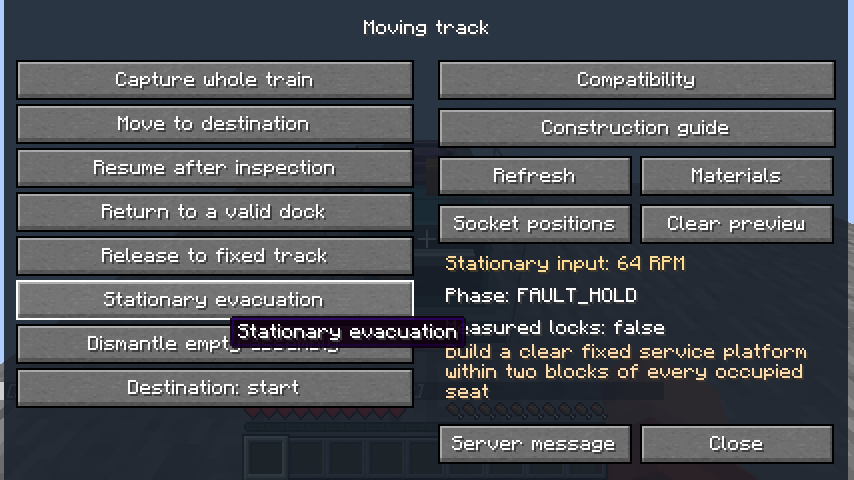 Moving track
Capture whole train
Move to destination
Resume after inspection
Return to a valid dock
Release to fixed track
Stationary evacuation
Stationary evacuation
Dismantle empty
Destination: start
Compatibility
Construction guide
Refresh
Materials
Socket positions
Clear preview
Stationary input: 64 RPM
Phase: FAULT_HOLD
locks: false
Build a clear fixed service platform
within two blocks of every occupied
seat
Server message
Close